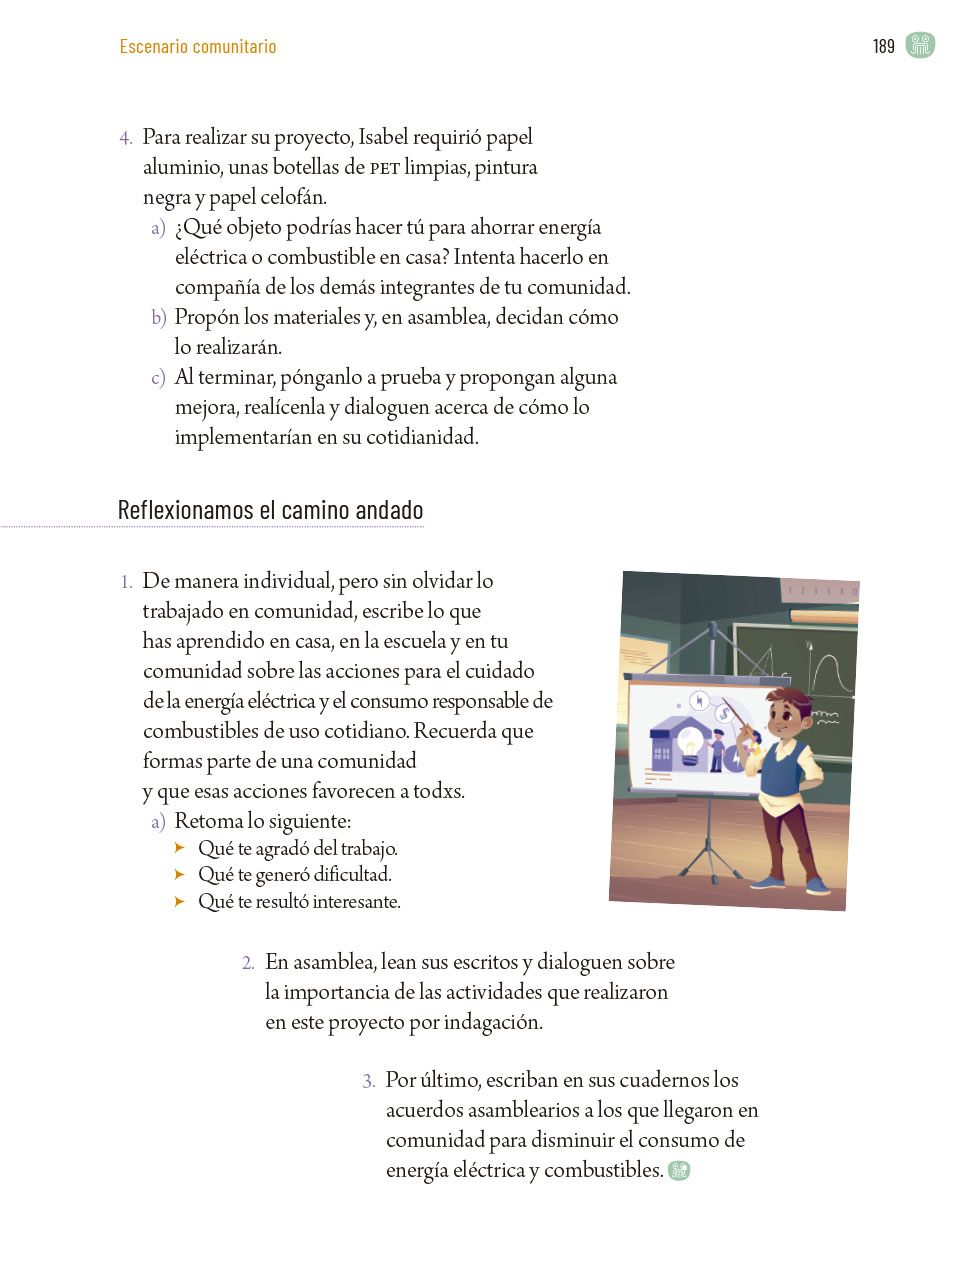 Escenario comunitario
189
4. Para realizar su proyecto, Isabel requirió papel
aluminio, unas botellas de PET limpias, pintura
negra y papel celofán.
a) ¿Qué objeto podrías hacer tú para ahorrar energía
eléctrica o combustible en casa? Intenta hacerlo en
compañía de los demás integrantes de tu comunidad.
b) Propón los materiales y, en asamblea, decidan cómo
lo realizarán.
c) Al terminar, pónganlo a prueba y propongan alguna
mejora, realícenla y dialoguen acerca de cómo lo
implementarían en su cotidianidad.
Reflexionamos el camino andado
1. De manera individual, pero sin olvidar lo
trabajado en comunidad, escribe lo que
has aprendido en casa, en la escuela y en tu
comunidad sobre las acciones para el cuidado
de la energía eléctrica y el consumo responsable de
combustibles de uso cotidiano. Recuerda que
formas parte de una comunidad
y que esas acciones favorecen a todxs.
a) Retoma lo siguiente:
➤ Qué te agradó del trabajo.
➤ Qué te generó dificultad.
➤ Qué te resultó interesante.
2. En asamblea, lean sus escritos y dialoguen sobre
la importancia de las actividades que realizaron
en este proyecto por indagación.
3. Por último, escriban en sus cuadernos los
acuerdos asamblearios a los que llegaron en
comunidad para disminuir el consumo de
energía eléctrica y combustibles.